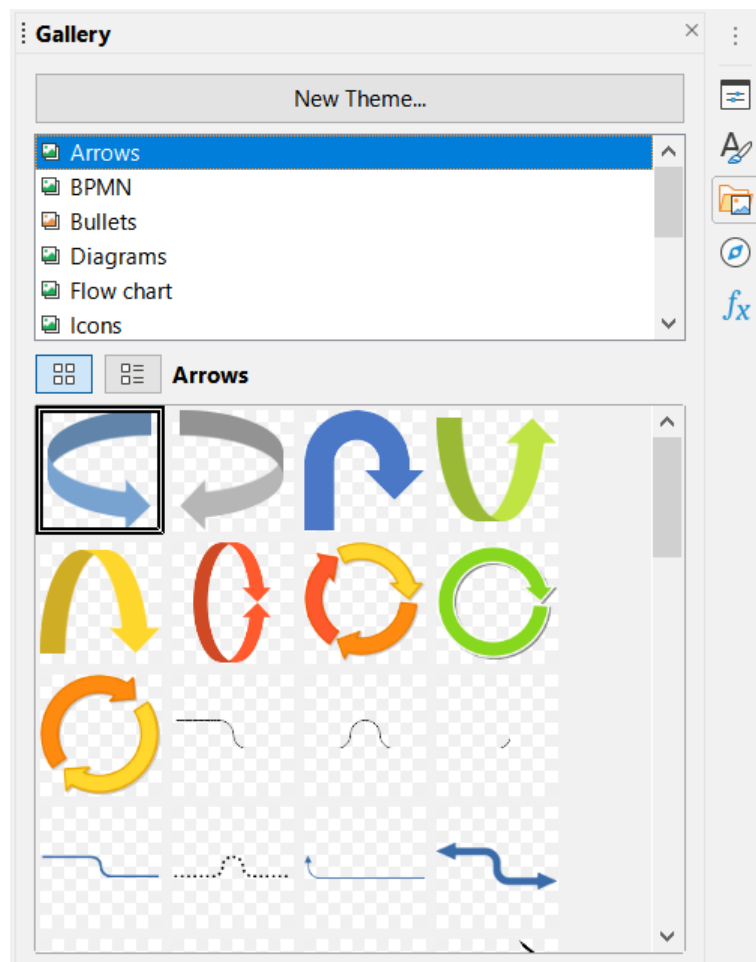 Gallery
New Theme...
Arrows
BPMN
Bullets
Diagrams
Flow chart
Icons
Arrows
fx